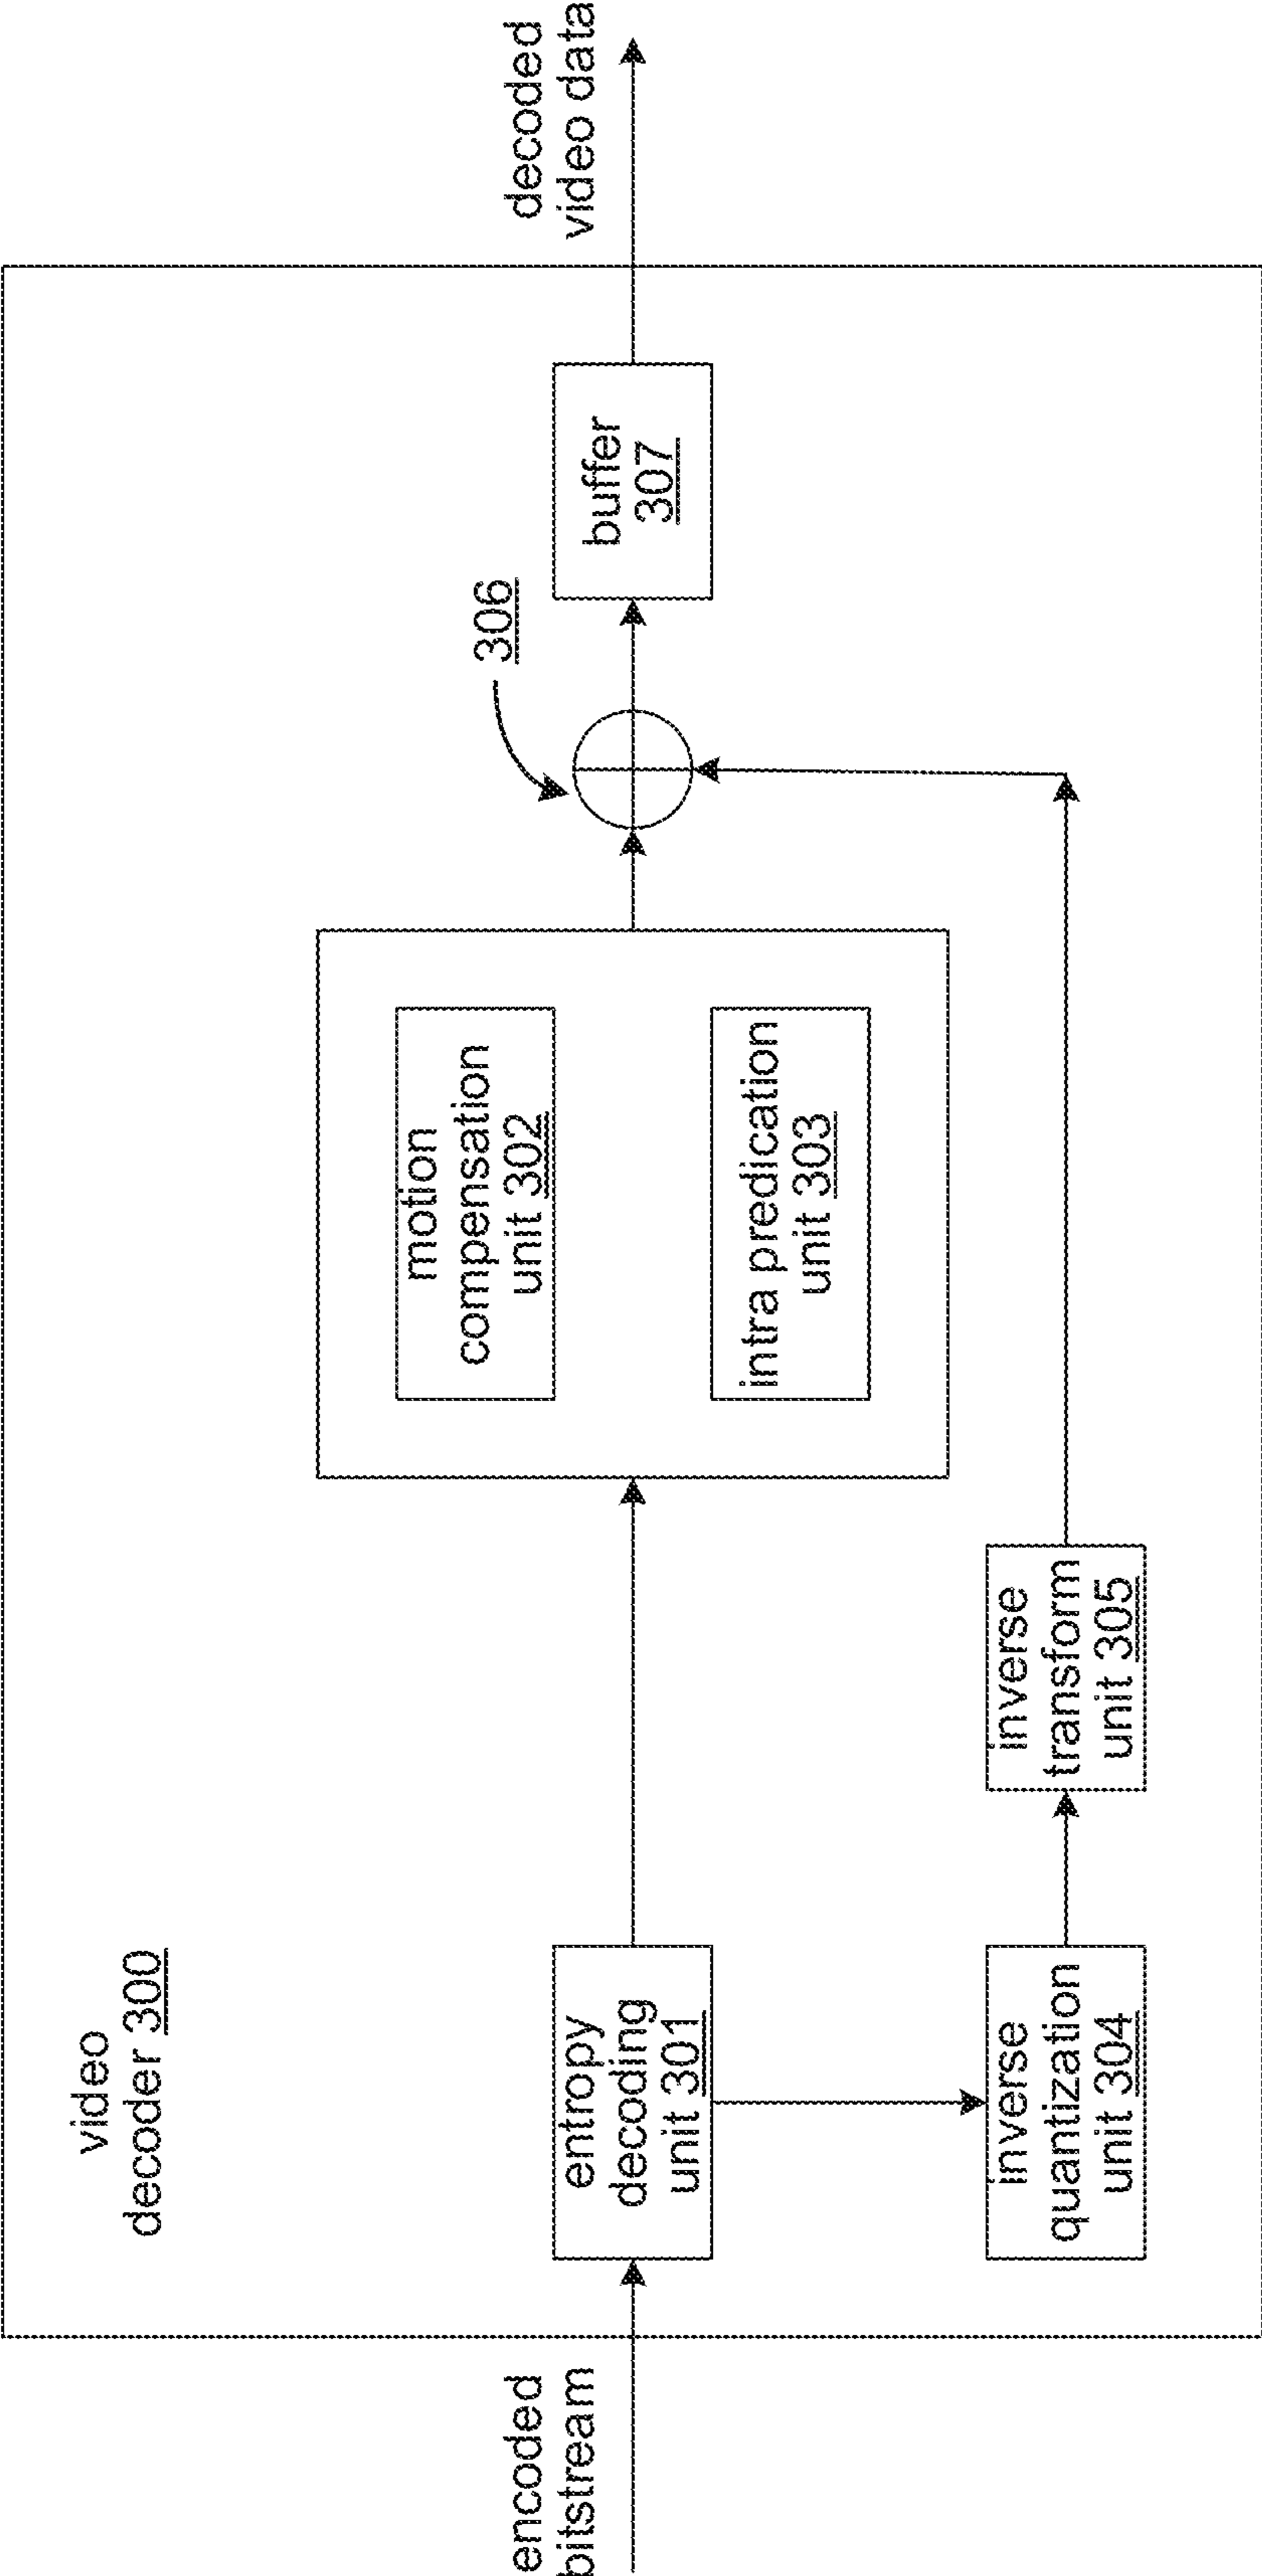 video
decoder 300
encoded
bitstream
entropy
decoding
unit 301
inverse
quantization
unit 304
inverse
transform
unit 305
motion
compensation
unit 302
intra predication
unit 303
306
buffer
307
decoded
video data